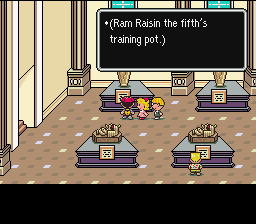 •(Ram Raisin the fifth's
training pot.)